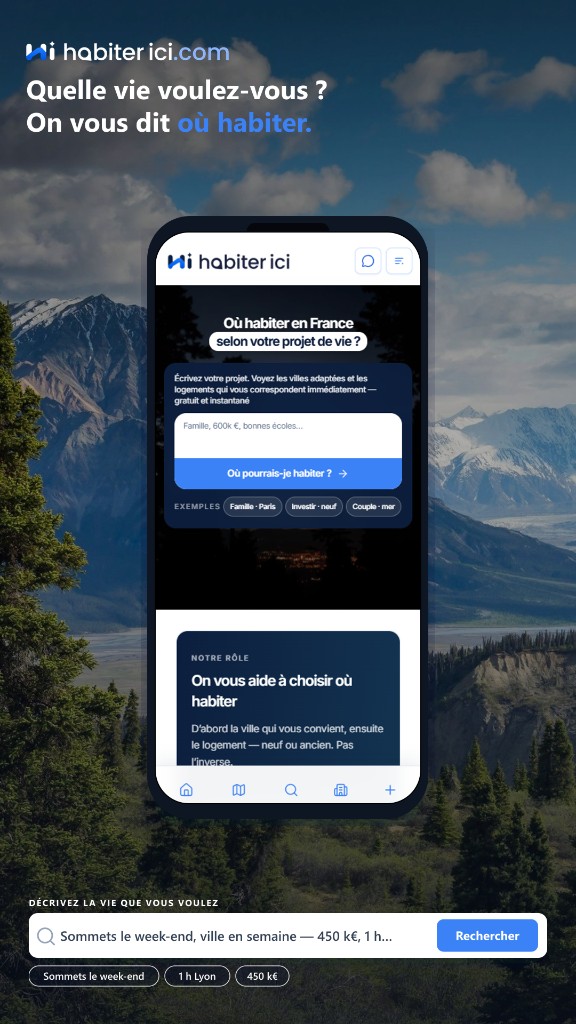 habiter ici.com
Quelle vie voulez-vous ?
On vous dit où habiter.
habiter ici
Où habiter en France
selon votre projet de vie ?
Écrivez votre projet. Voyez les villes adaptées et les
logements qui vous correspondent immédiatement —
gratuit et instantané
Famille, 600k €, bonnes écoles...
Où pourrais-je habiter ? →
EXEMPLES Famille · Paris Investir · neuf Couple · mer
NOTRE RÔLE
On vous aide à choisir où
habiter
D'abord la ville qui vous convient, ensuite
le logement — neuf ou ancien. Pas
l'inverse.
DÉCRIVEZ LA VIE QUE VOUS VOULEZ
Sommets le week-end, ville en semaine — 450 k€, 1 h... Rechercher
Sommets le week-end 1 h Lyon 450 k€